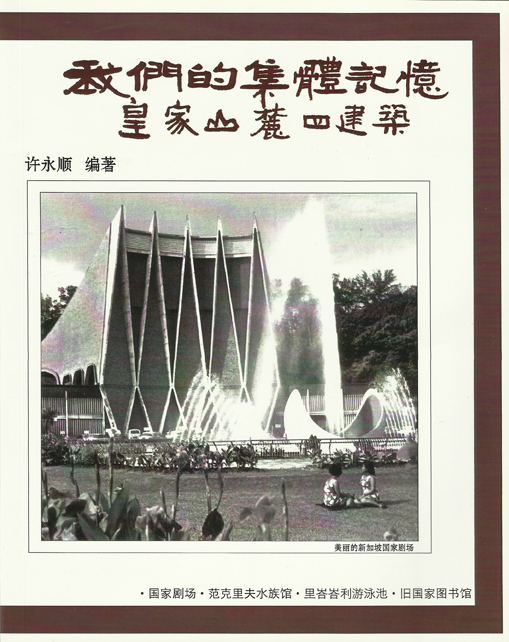 我們的集體記憶
皇家山麓四建築
许永顺 编著
美丽的新加坡国家剧场
·国家剧场·范克里夫水族馆·里峇峇利游泳池·旧国家图书馆